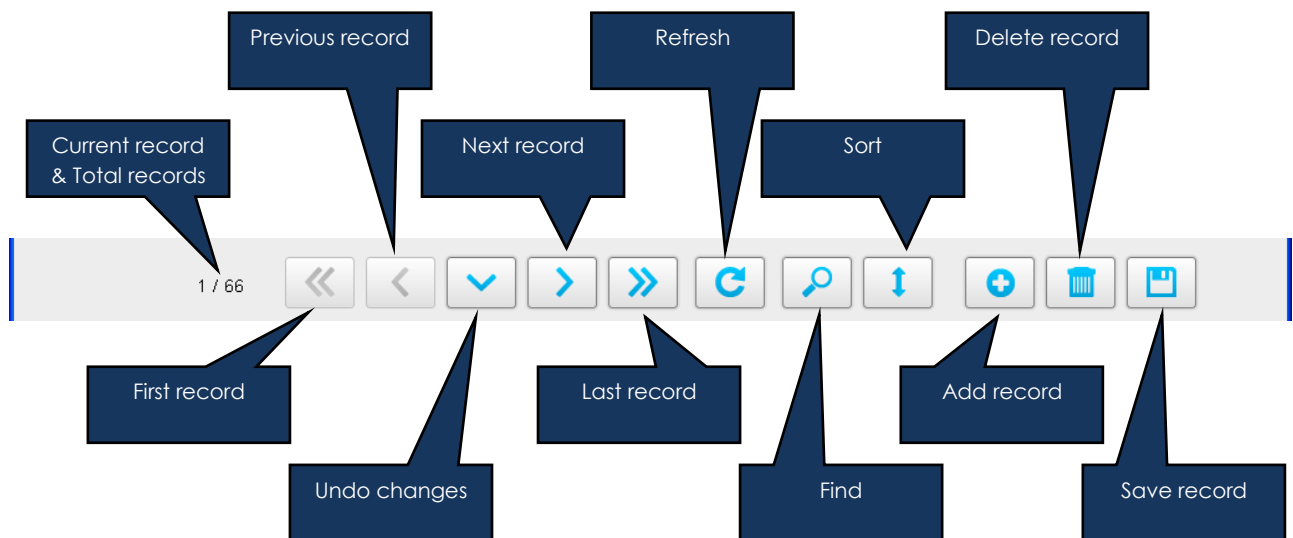 Previous record
Refresh
Delete record
Current record
& Total records
Next record
Sort
1 / 66
First record
Last record
Add record
Undo changes
Find
Save record